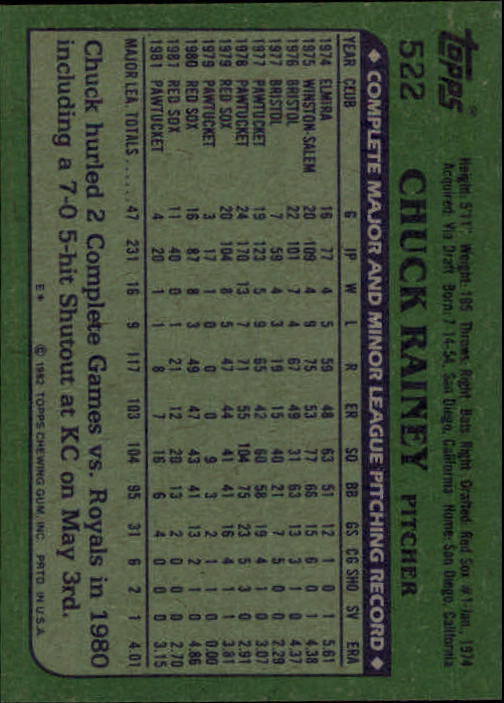 topps®
Height: 5'11" Weight: 195 Throws: Right Bats: Right Drafted: Red Sox #1-Jan., 1974
Acquired: Via Draft Born: 7-14-54, San Diego, California Home: San Diego, California
522 CHUCK RAINEY PITCHER
◆ COMPLETE MAJOR AND MINOR LEAGUE PITCHING RECORD ◆
YEAR CLUB G IP W L R ER SO BB GS CG SHO SV ERA
1974 ELMIRA 16 77 4 5 59 48 63 51 12 1 0 1 5.61
1975 WINSTON-SALEM 20 109 4 9 75 53 77 66 15 6 0 1 4.38
1976 BRISTOL 22 101 7 4 67 49 31 63 13 3 1 0 4.37
1977 BRISTOL 7 59 4 3 19 15 40 21 7 5 0 0 2.29
1977 PAWTUCKET 19 123 5 9 65 42 60 58 19 4 1 0 3.07
1978 PAWTUCKET 24 170 13 7 71 55 104 75 23 5 3 0 2.91
1979 RED SOX 20 104 8 5 47 44 41 41 16 4 1 1 3.81
1979 PAWTUCKET 3 17 1 0 0 0 9 3 2 1 1 0 0.00
1980 RED SOX 16 87 8 3 49 47 43 41 13 2 1 0 4.86
1981 RED SOX 11 40 0 1 21 12 20 13 2 0 0 0 2.70
1981 PAWTUCKET 4 20 1 1 8 7 16 6 4 0 0 0 3.15
MAJOR LEA. TOTALS..... 47 231 16 9 117 103 104 95 31 6 2 1 4.01
Chuck hurled 2 Complete Games vs. Royals in 1980
including a 7-0 5-hit Shutout at KC on May 3rd.
E* © 1982 TOPPS CHEWING GUM, INC. PRTD. IN U.S.A.